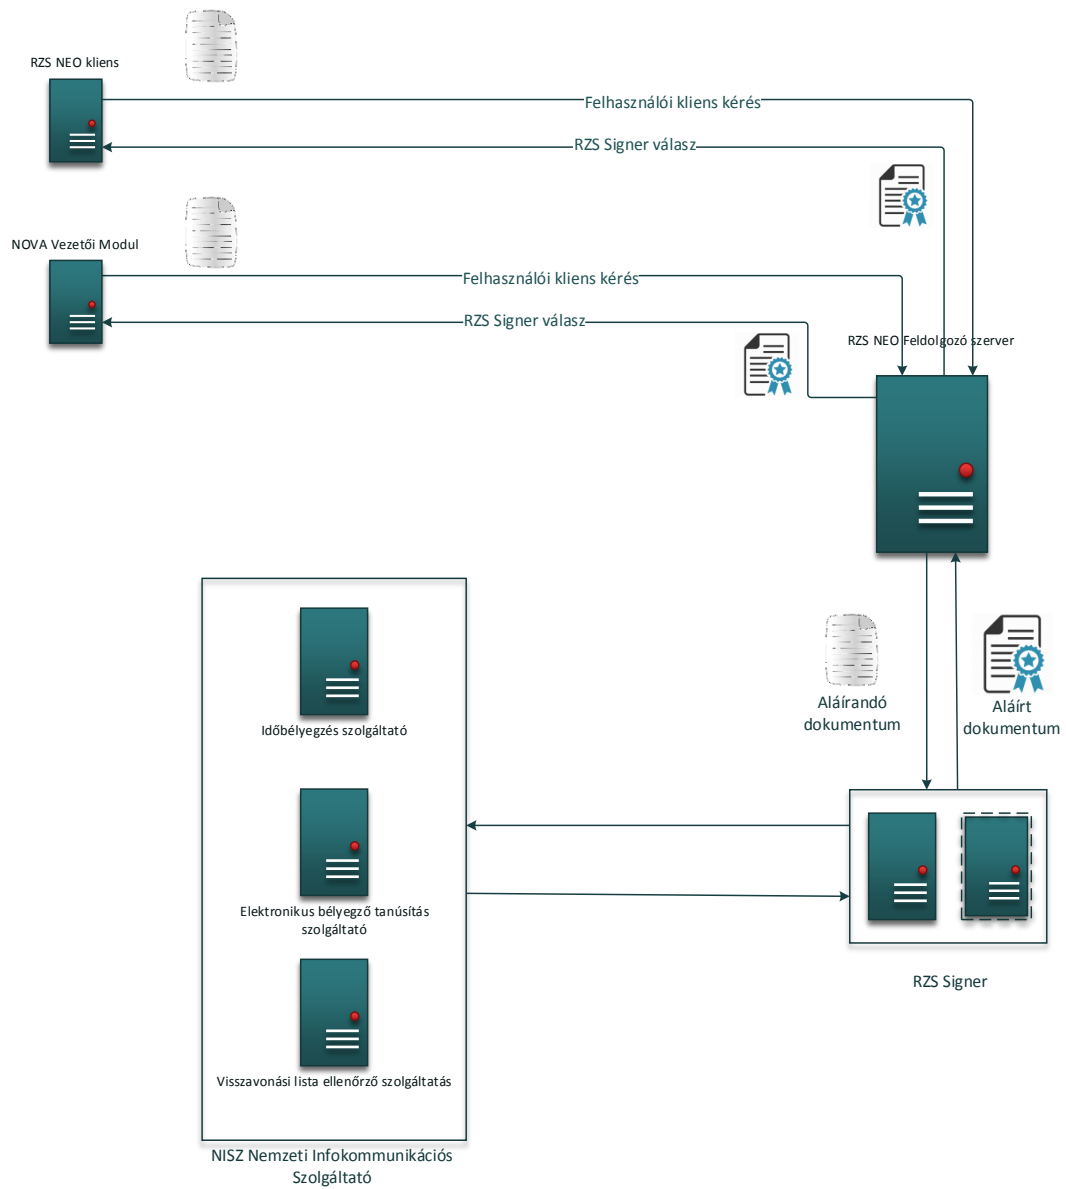 RZS NEO kliens
Felhasználói kliens kérés
RZS Signer válasz
NOVA Vezetői Modul
Felhasználói kliens kérés
RZS Signer válasz
RZS NEO Feldolgozó szerver
Aláírandó
dokumentum
Aláírt
dokumentum
Időbélyegzés szolgáltató
Elektronikus bélyegző tanúsítás
szolgáltató
Visszavonási lista ellenőrző szolgáltatás
RZS Signer
NISZ Nemzeti Infokommunikációs
Szolgáltató